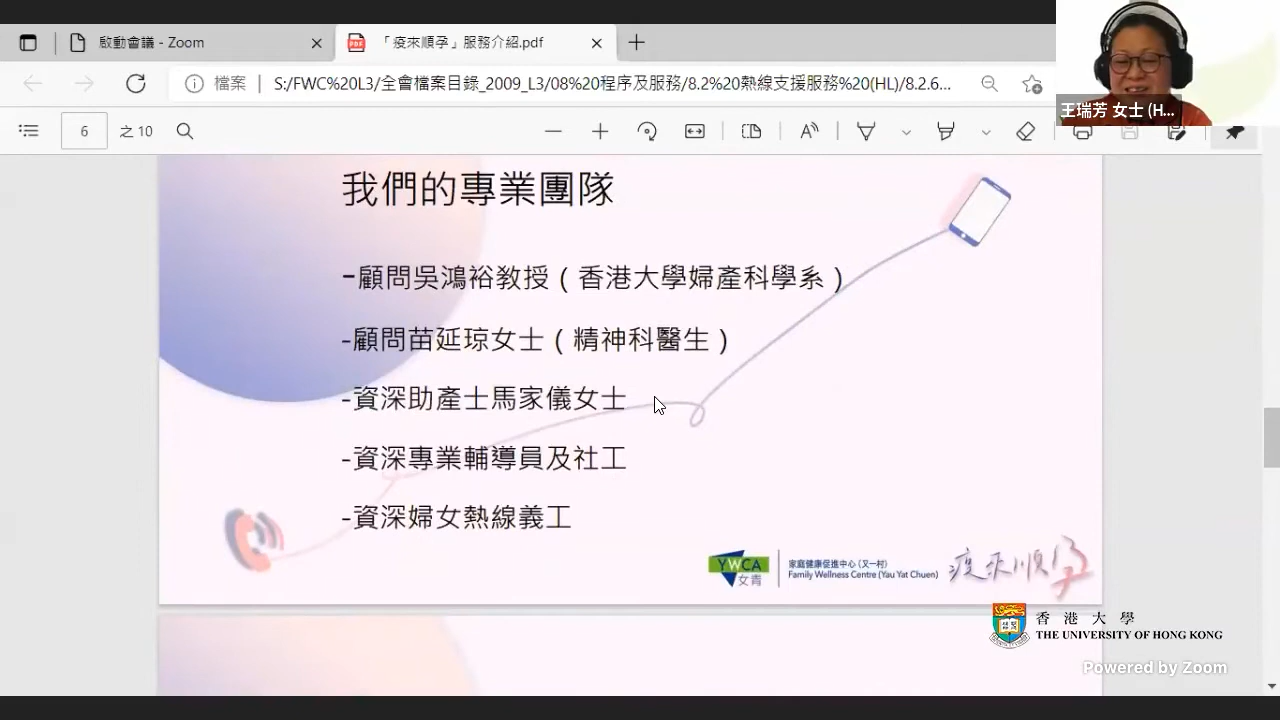 啟動會議 - Zoom
「疫來順孕」服務介紹.pdf
檔案
S:/FWC%20L3/全會檔案目錄_2009_L3/08%20程序及服務/8.2%20熱線支援服務%20(HL)/8.2.6...
王瑞芳 女士 (H...
6 之 10
我們的專業團隊
-顧問吳鴻裕教授 ( 香港大學婦產科學系 )
-顧問苗延琼女士 ( 精神科醫生 )
-資深助產士馬家儀女士
-資深專業輔導員及社工
-資深婦女熱線義工
YWCA
女青
家庭健康促進中心 (又一村)
Family Wellness Centre (Yau Yat Chuen)
疫來順孕
香 港 大 學
THE UNIVERSITY OF HONG KONG
Powered by Zoom